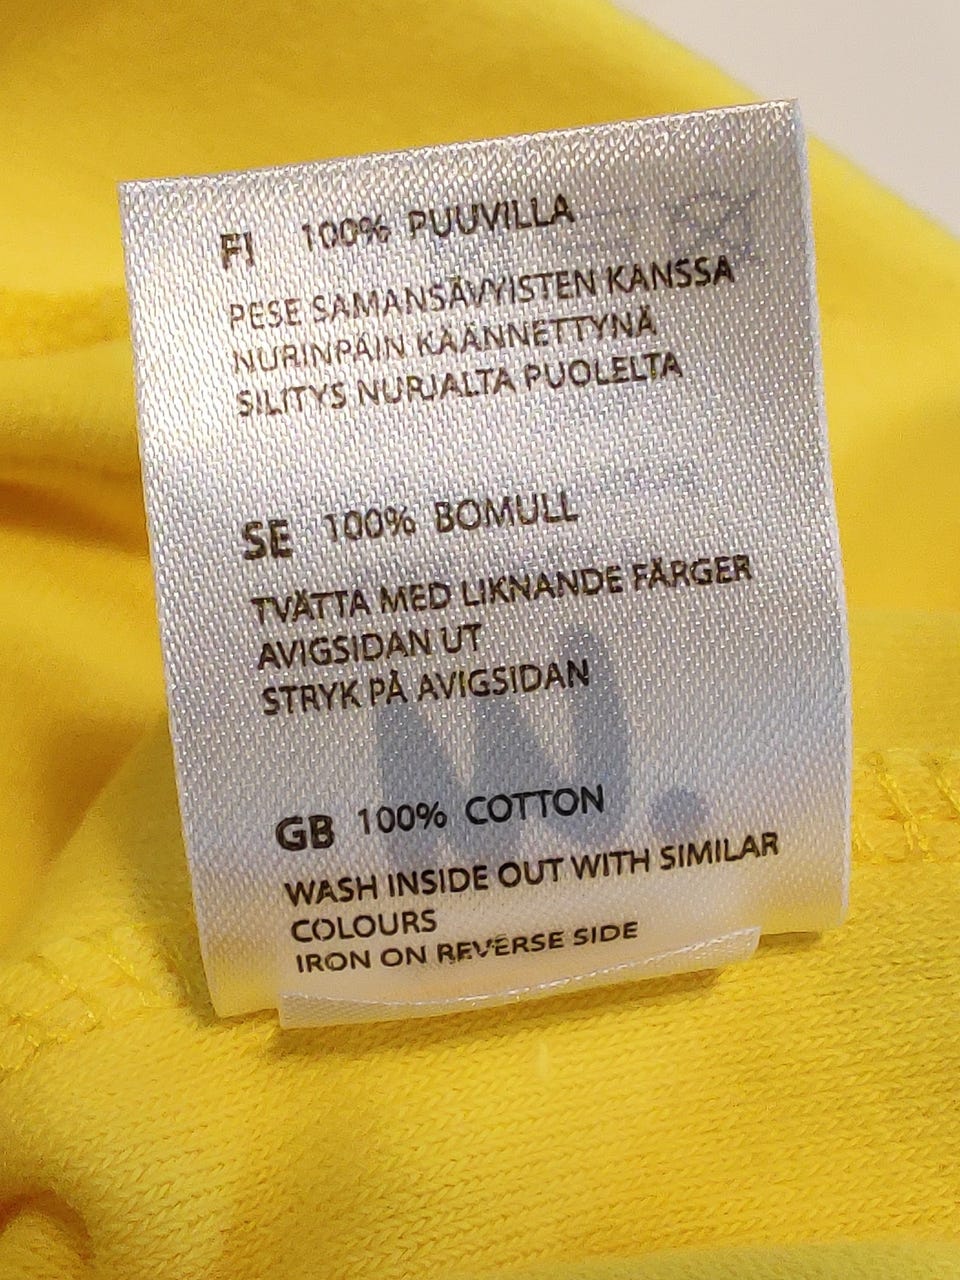 FI 100% PUUVILLA
PESE SAMANSÄVYISTEN KANSSA
NURINPÄIN KÄÄNNETTYNÄ
SILITYS NURJALTA PUOLELTA
SE 100% BOMULL
TVÄTTA MED LIKNANDE FÄRGER
AVIGSIDAN UT
STRYK PÅ AVIGSIDAN
GB 100% COTTON
WASH INSIDE OUT WITH SIMILAR
COLOURS
IRON ON REVERSE SIDE